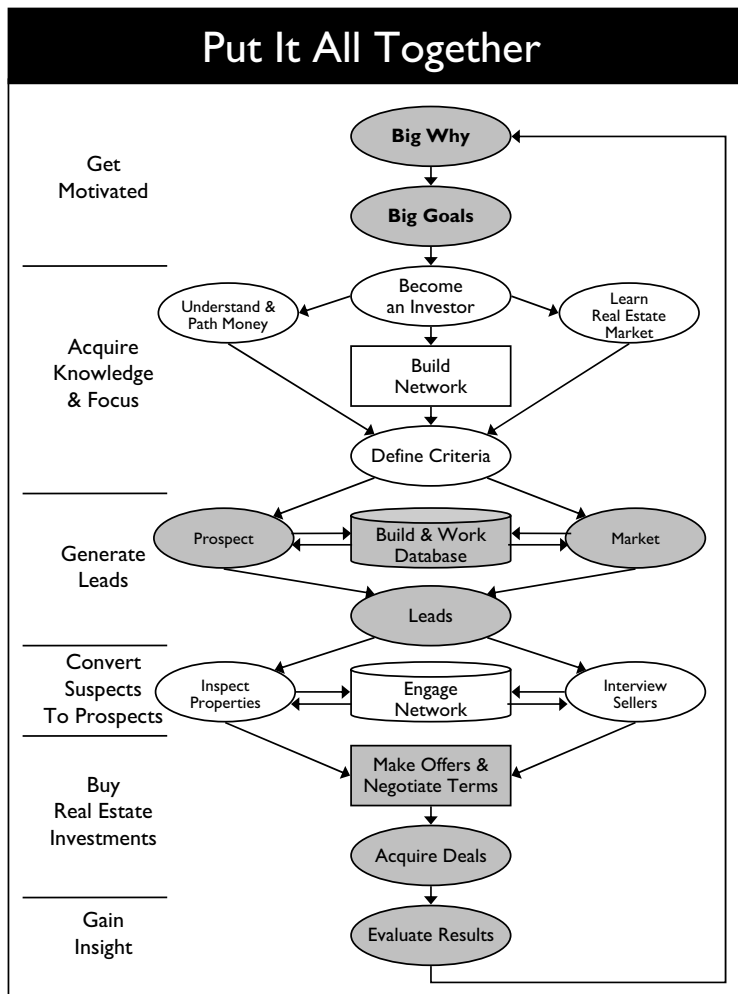 Put It All Together
Get
Motivated
Big Why
Big Goals
Acquire
Knowledge
& Focus
Become
an Investor
Understand &
Path Money
Learn
Real Estate
Market
Build
Network
Define Criteria
Generate
Leads
Prospect
Build & Work
Database
Market
Leads
Convert
Suspects
To Prospects
Inspect
Properties
Engage
Network
Interview
Sellers
Buy
Real Estate
Investments
Make Offers &
Negotiate Terms
Acquire Deals
Gain
Insight
Evaluate Results